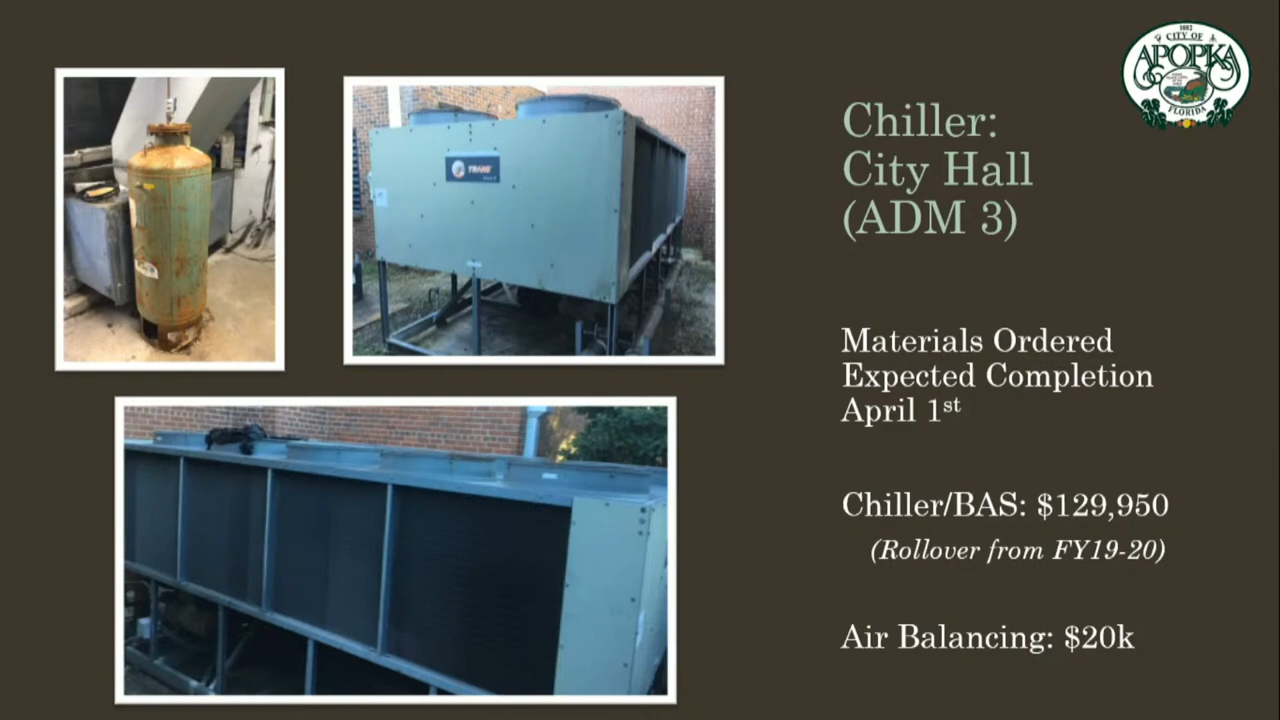 1882
CITY OF
APOPKA
FLORIDA
TRANE
Chiller:
City Hall
(ADM 3)
Materials Ordered
Expected Completion
April 1st
Chiller/BAS: $129,950
(Rollover from FY19-20)
Air Balancing: $20k